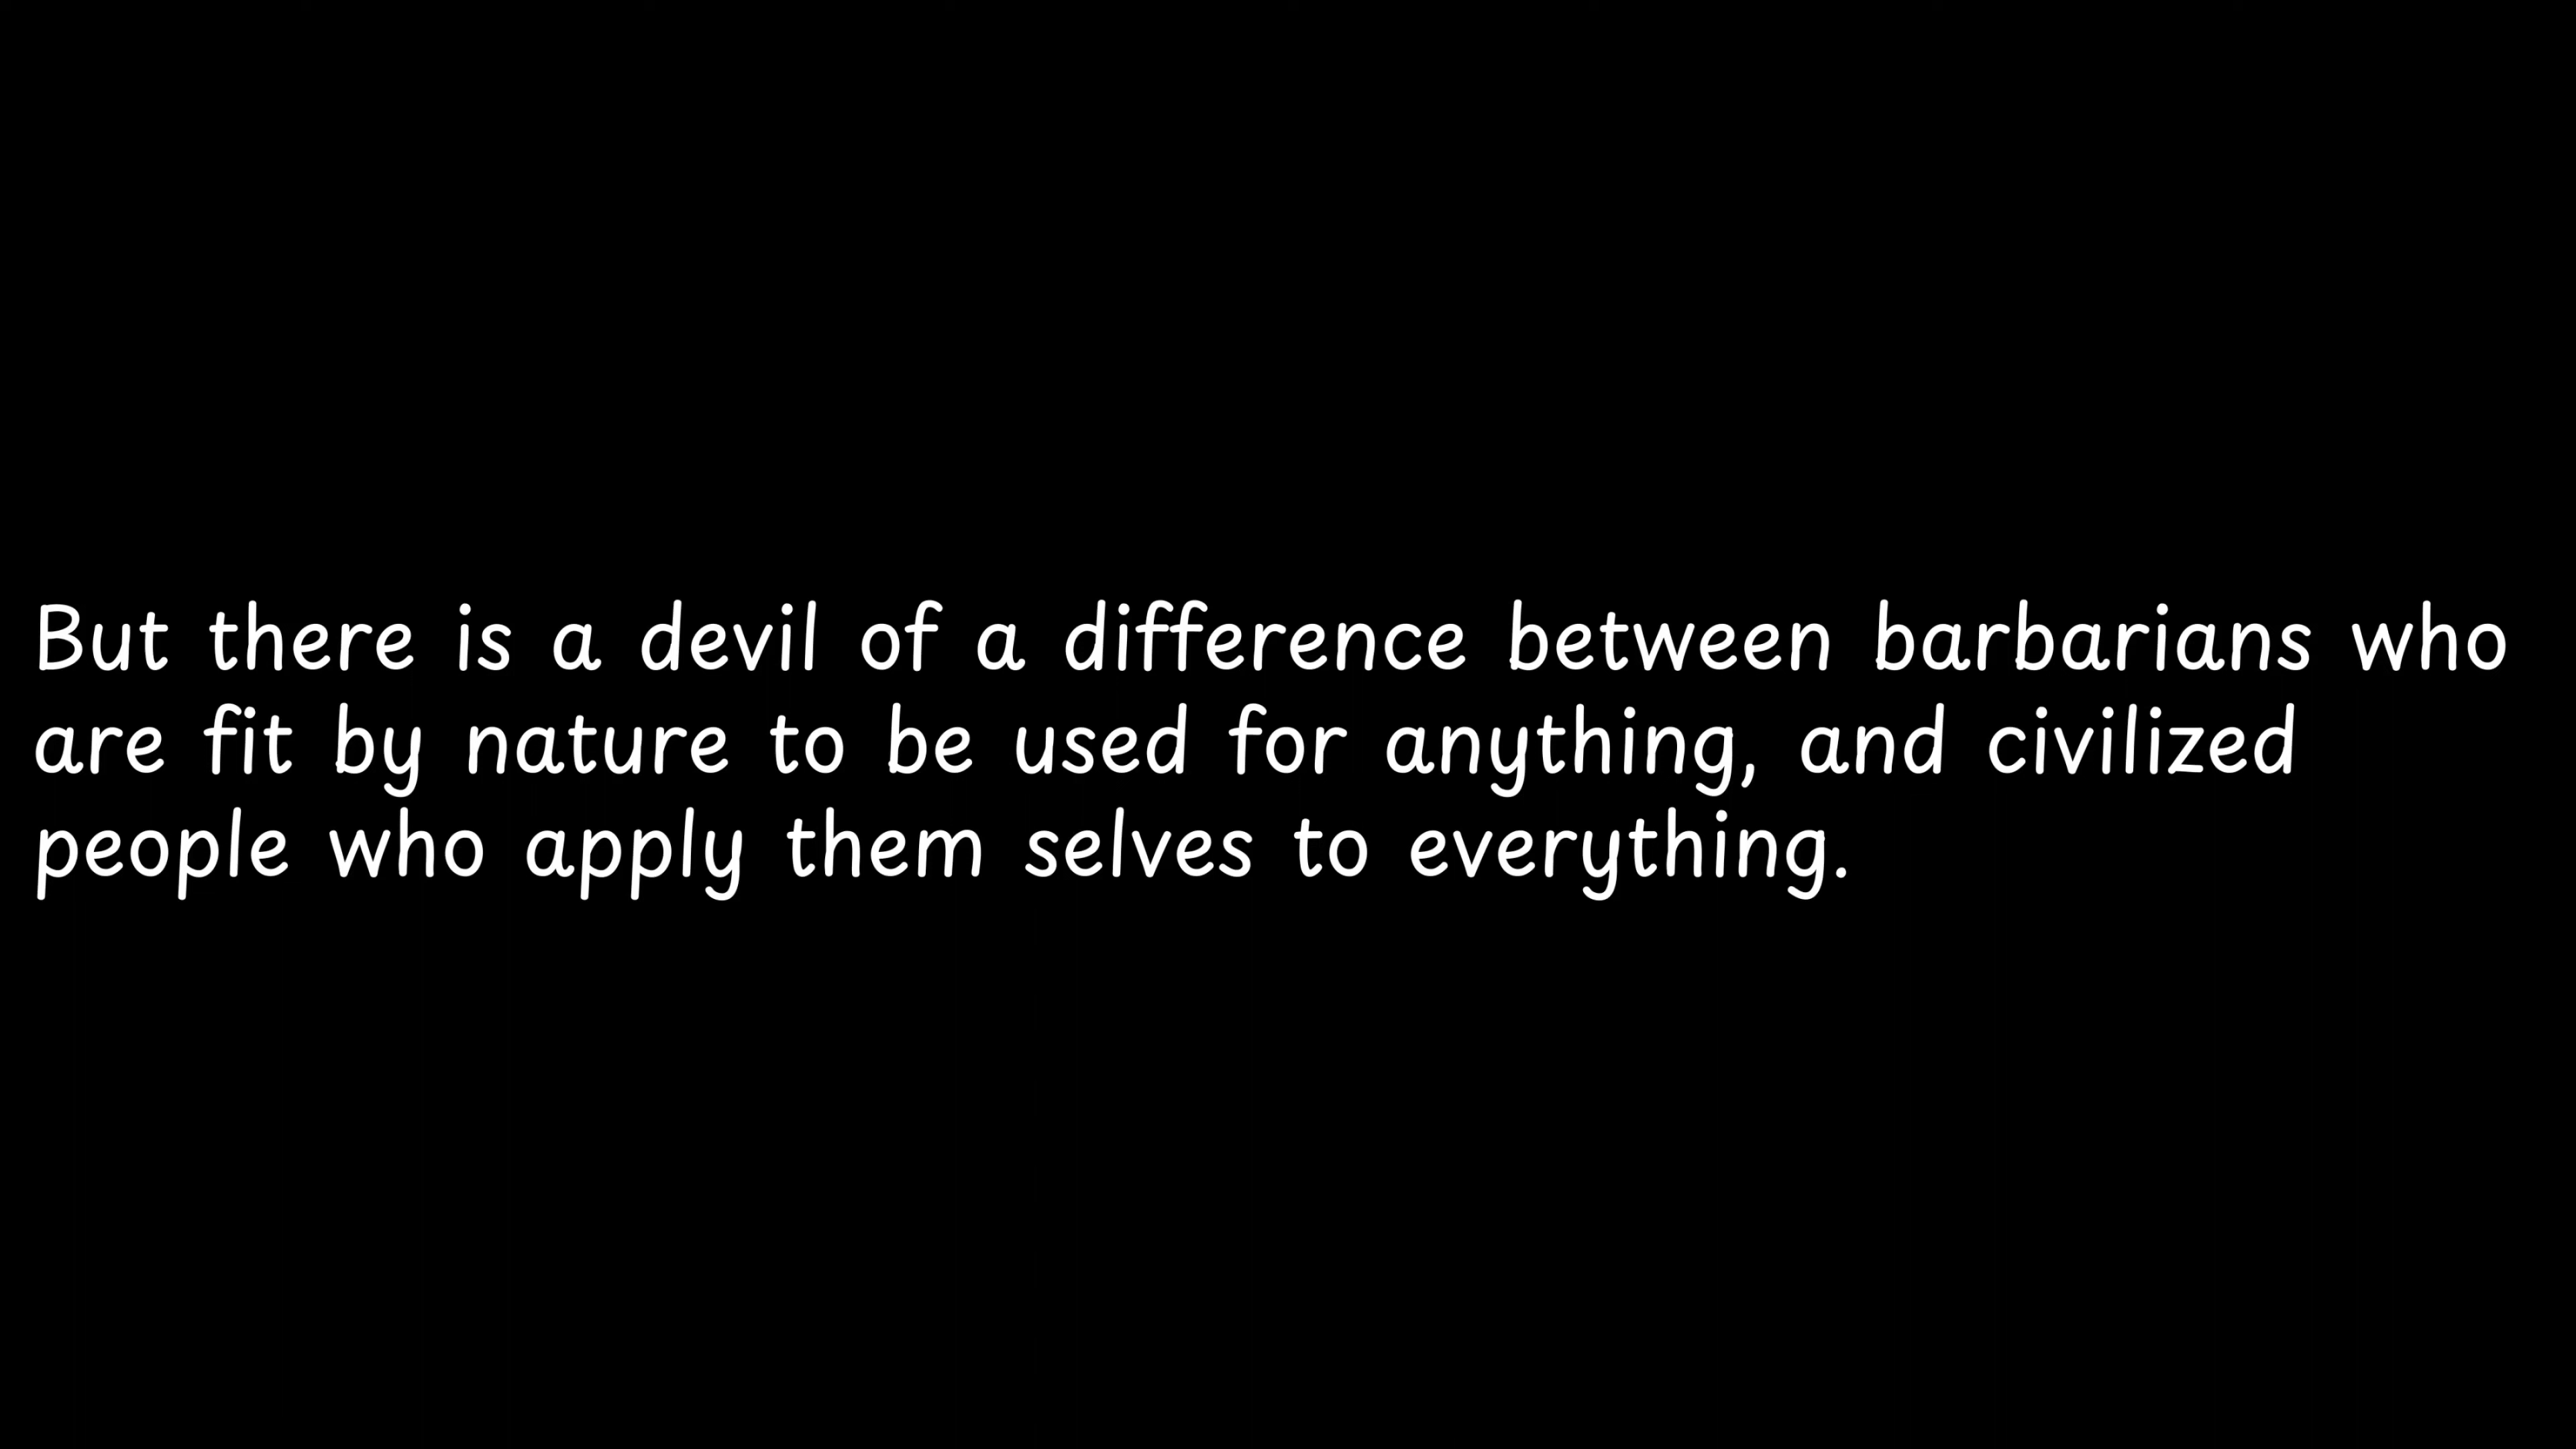 But there is a devil of a difference between barbarians who
are fit by nature to be used for anything, and civilized
people who apply them selves to everything.